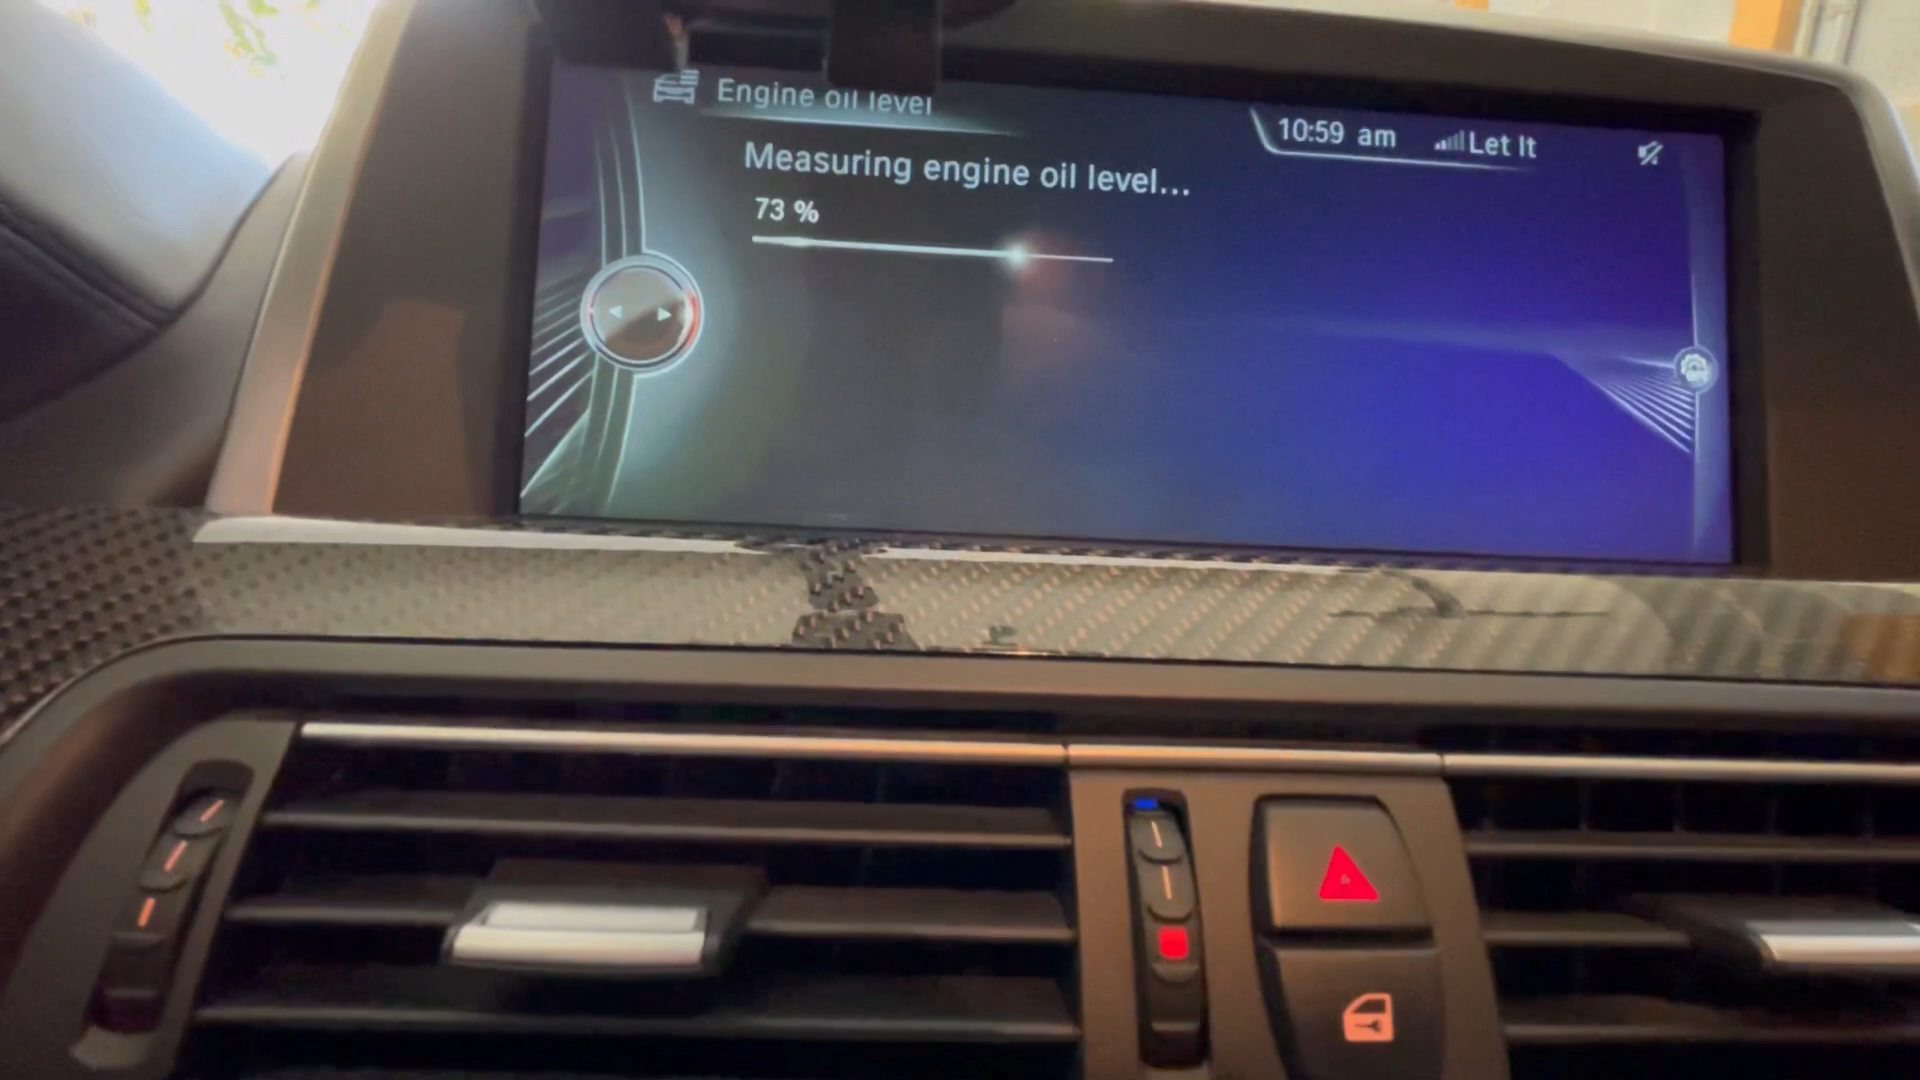 Engine oil level
10:59 am
Let It
Measuring engine oil level...
73 %